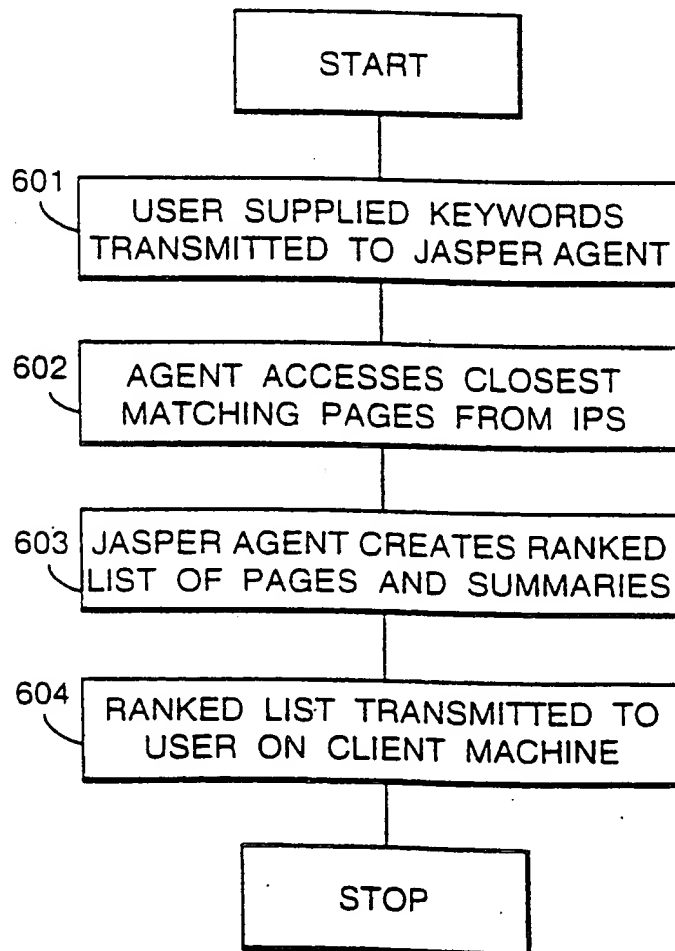 START
601
USER SUPPLIED KEYWORDS
TRANSMITTED TO JASPER AGENT
602
AGENT ACCESSES CLOSEST
MATCHING PAGES FROM IPS
603
JASPER AGENT CREATES RANKED
LIST OF PAGES AND SUMMARIES
604
RANKED LIST TRANSMITTED TO
USER ON CLIENT MACHINE
STOP